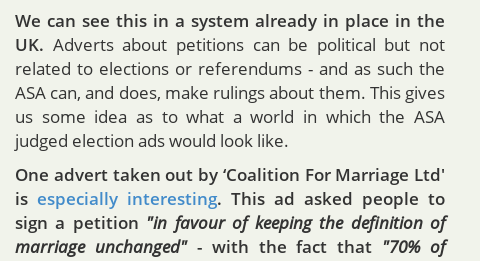 We can see this in a system already in place in the
UK. Adverts about petitions can be political but not
related to elections or referendums - and as such the
ASA can, and does, make rulings about them. This gives
us some idea as to what a world in which the ASA
judged election ads would look like.
One advert taken out by ‘Coalition For Marriage Ltd'
is especially interesting. This ad asked people to
sign a petition "in favour of keeping the definition of
marriage unchanged" - with the fact that "70% of